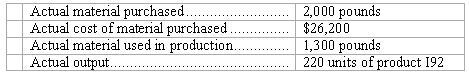 Actual material purchased............................ 2,000 pounds
Actual cost of material purchased................ $26,200
Actual material used in production............... 1,300 pounds
Actual output............................................... 220 units of product I92